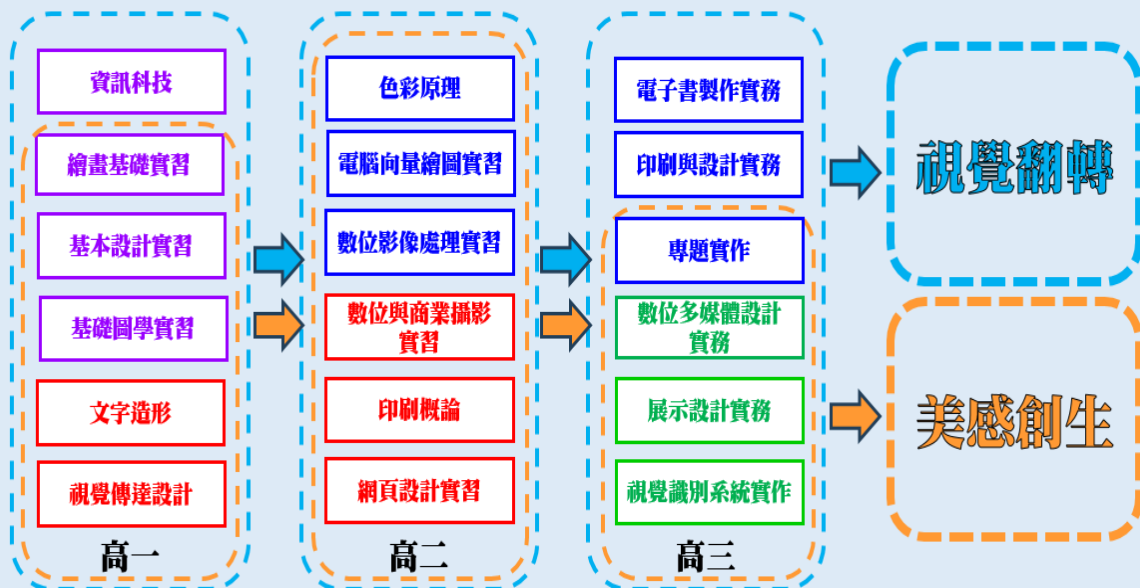 資訊科技
繪畫基礎實習
基本設計實習
基礎圖學實習
文字造形
視覺傳達設計
高一
色彩原理
電腦向量繪圖實習
數位影像處理實習
數位與商業攝影
實習
印刷概論
網頁設計實習
高二
電子書製作實務
印刷與設計實務
專題實作
數位多媒體設計
實務
展示設計實務
視覺識別系統實作
高三
視覺翻轉
美感創生